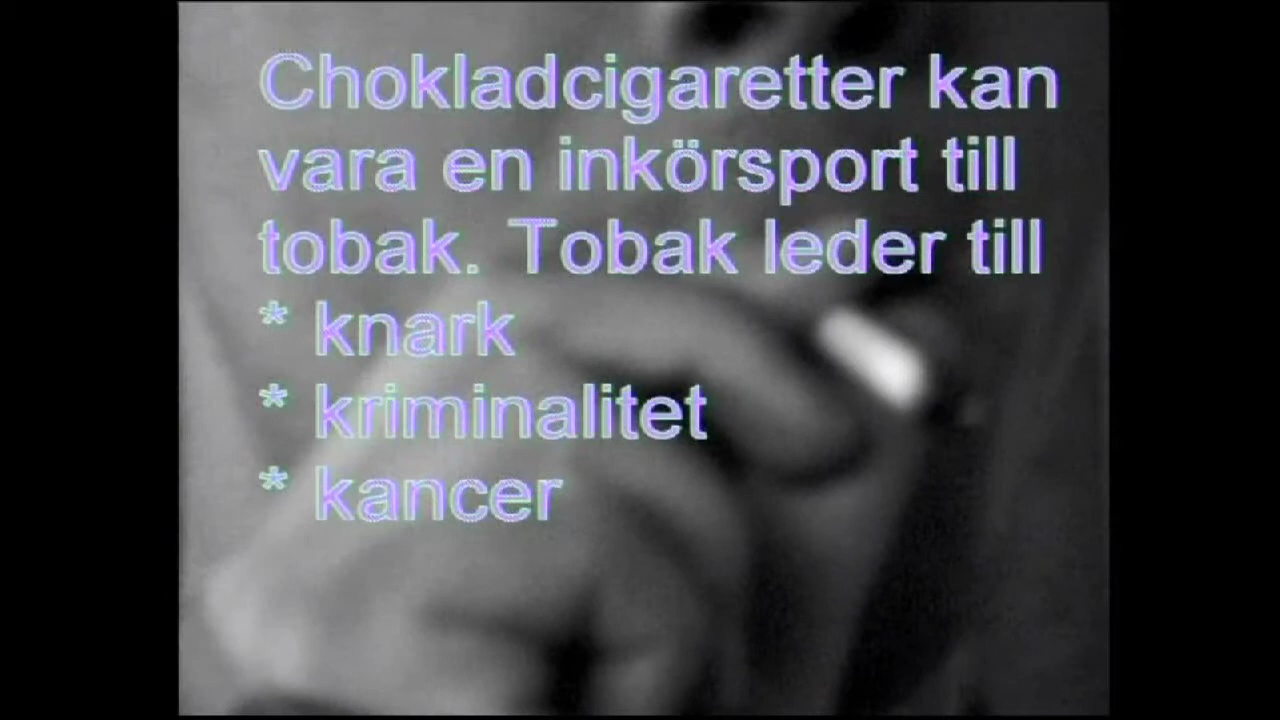 Chokladcigaretter kan
vara en inkörsport till
tobak. Tobak leder till
* knark
* kriminalitet
* kancer